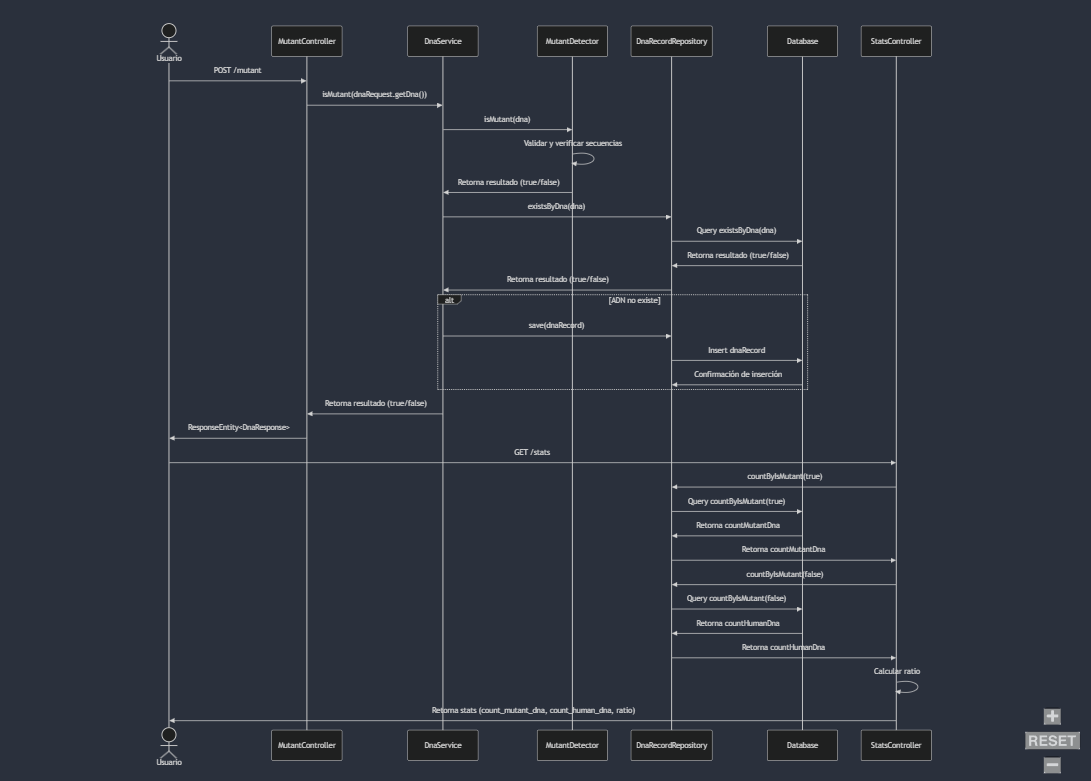 Usuario
MutantController
DnaService
MutantDetector
DnaRecordRepository
Database
StatsController
POST /mutant
isMutant(dnaRequest.getDna())
isMutant(dna)
Validar y verificar secuencias
Retorna resultado (true/false)
existsByDna(dna)
Query existsByDna(dna)
Retorna resultado (true/false)
Retorna resultado (true/false)
alt
[ADN no existe]
save(dnaRecord)
Insert dnaRecord
Confirmación de inserción
Retorna resultado (true/false)
ResponseEntity<DnaResponse>
GET /stats
countByIsMutant(true)
Query countByIsMutant(true)
Retorna countMutantDna
Retorna countMutantDna
countByIsMutant(false)
Query countByIsMutant(false)
Retorna countHumanDna
Retorna countHumanDna
Calcular ratio
Retorna stats (count_mutant_dna, count_human_dna, ratio)
Usuario
MutantController
DnaService
MutantDetector
DnaRecordRepository
Database
StatsController
+
RESET
−